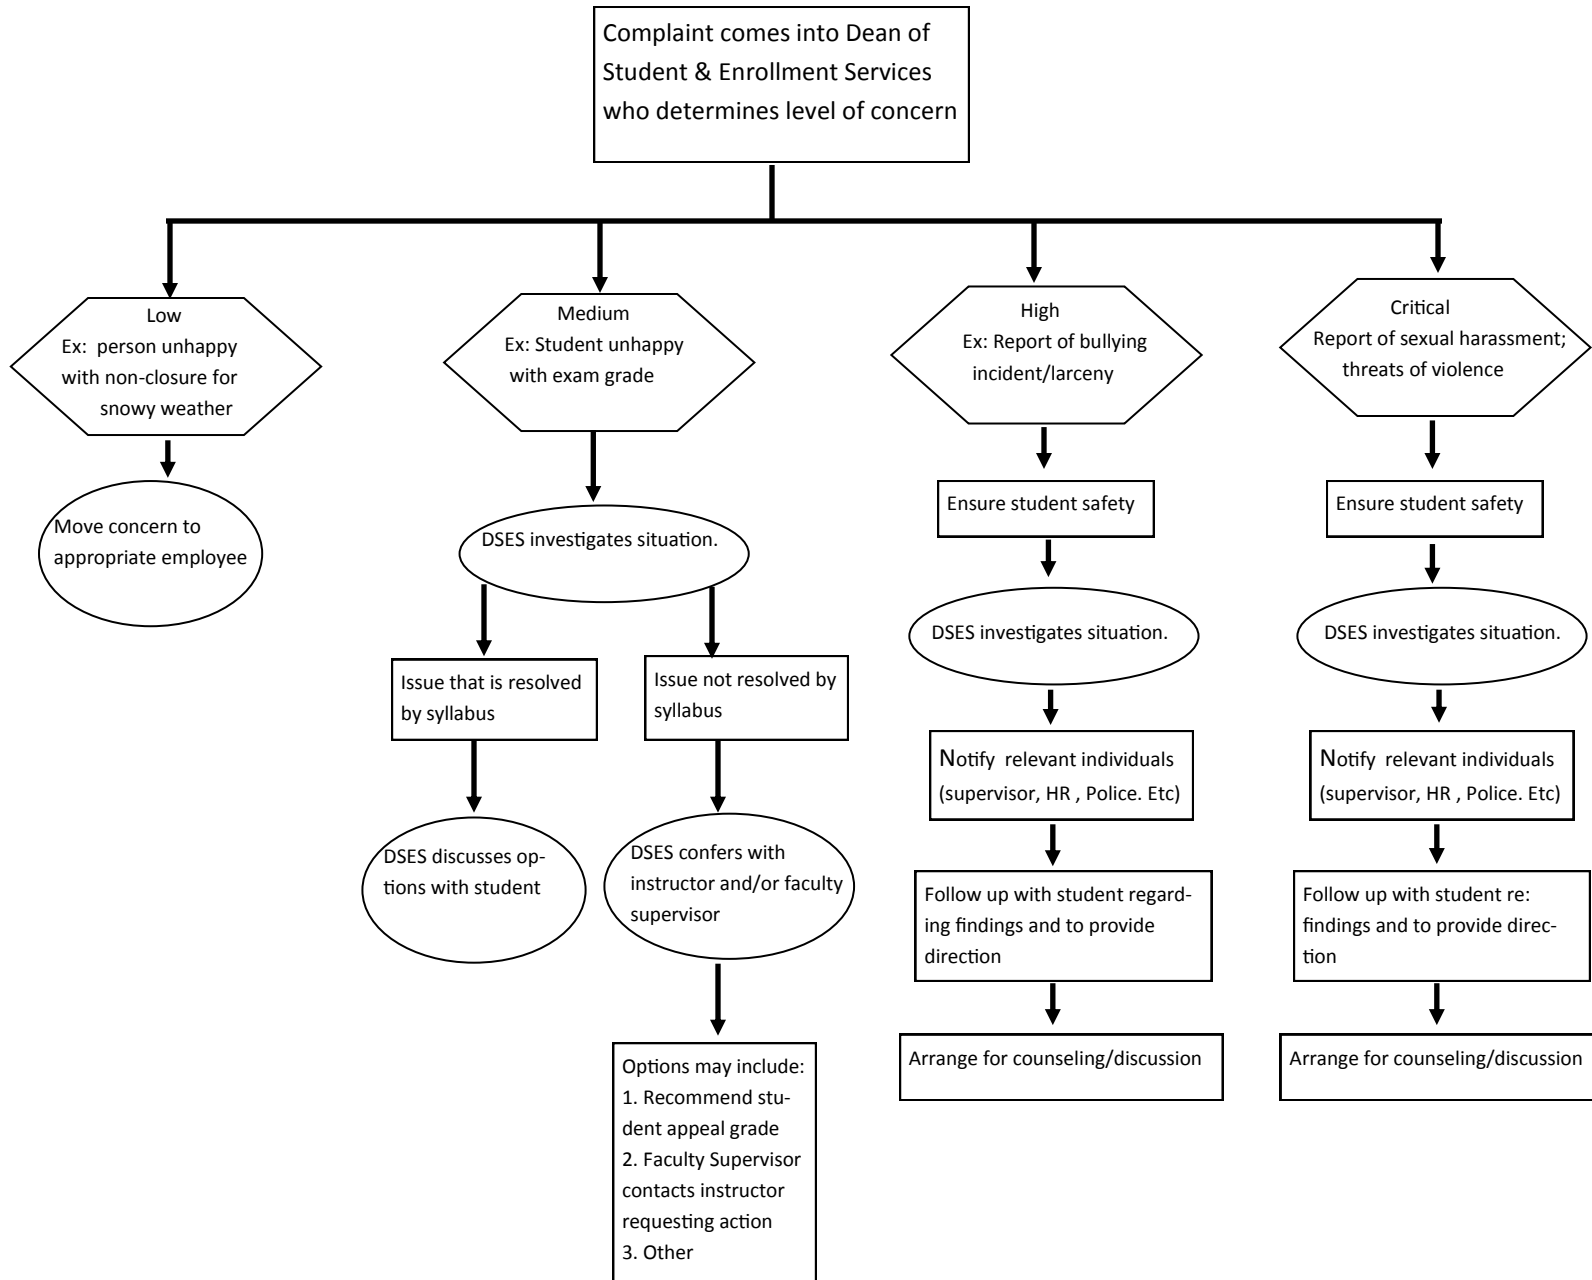 Complaint comes into Dean of
Student & Enrollment Services
who determines level of concern
Low
Ex: person unhappy
with non-closure for
snowy weather
Move concern to
appropriate employee
Medium
Ex: Student unhappy
with exam grade
DSES investigates situation.
Issue that is resolved
by syllabus
DSES discusses op-
tions with student
Issue not resolved by
syllabus
DSES confers with
instructor and/or faculty
supervisor
Options may include:
1. Recommend stu-
dent appeal grade
2. Faculty Supervisor
contacts instructor
requesting action
3. Other
High
Ex: Report of bullying
incident/larceny
Ensure student safety
DSES investigates situation.
Notify relevant individuals
(supervisor, HR , Police. Etc)
Follow up with student regard-
ing findings and to provide
direction
Arrange for counseling/discussion
Critical
Report of sexual harassment;
threats of violence
Ensure student safety
DSES investigates situation.
Notify relevant individuals
(supervisor, HR , Police. Etc)
Follow up with student re:
findings and to provide direc-
tion
Arrange for counseling/discussion